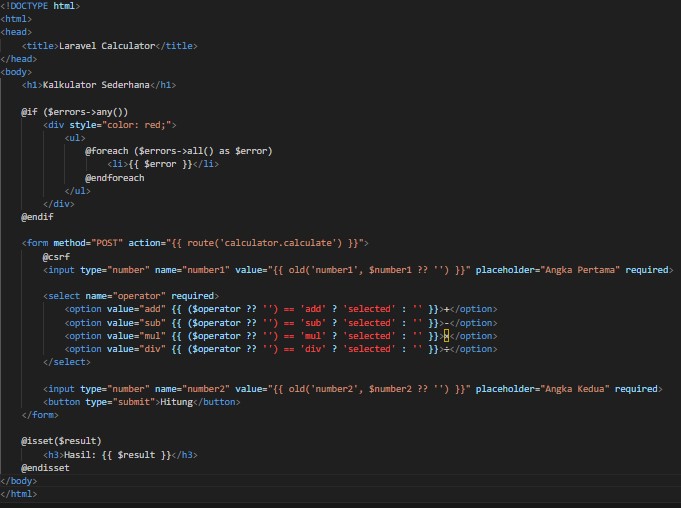 <!DOCTYPE html>
<html>
<head>
    <title>Laravel Calculator</title>
</head>
<body>
    <h1>Kalkulator Sederhana</h1>

    @if ($errors->any())
        <div style="color: red;">
            <ul>
                @foreach ($errors->all() as $error)
                    <li>{{ $error }}</li>
                @endforeach
            </ul>
        </div>
    @endif

    <form method="POST" action="{{ route('calculator.calculate') }}">
        @csrf
        <input type="number" name="number1" value="{{ old('number1', $number1 ?? '') }}" placeholder="Angka Pertama" required>

        <select name="operator" required>
            <option value="add" {{ ($operator ?? '') == 'add' ? 'selected' : '' }}>+</option>
            <option value="sub" {{ ($operator ?? '') == 'sub' ? 'selected' : '' }}>-</option>
            <option value="mul" {{ ($operator ?? '') == 'mul' ? 'selected' : '' }}>×</option>
            <option value="div" {{ ($operator ?? '') == 'div' ? 'selected' : '' }}>÷</option>
        </select>

        <input type="number" name="number2" value="{{ old('number2', $number2 ?? '') }}" placeholder="Angka Kedua" required>
        <button type="submit">Hitung</button>
    </form>

    @isset($result)
        <h3>Hasil: {{ $result }}</h3>
    @endisset
</body>
</html>